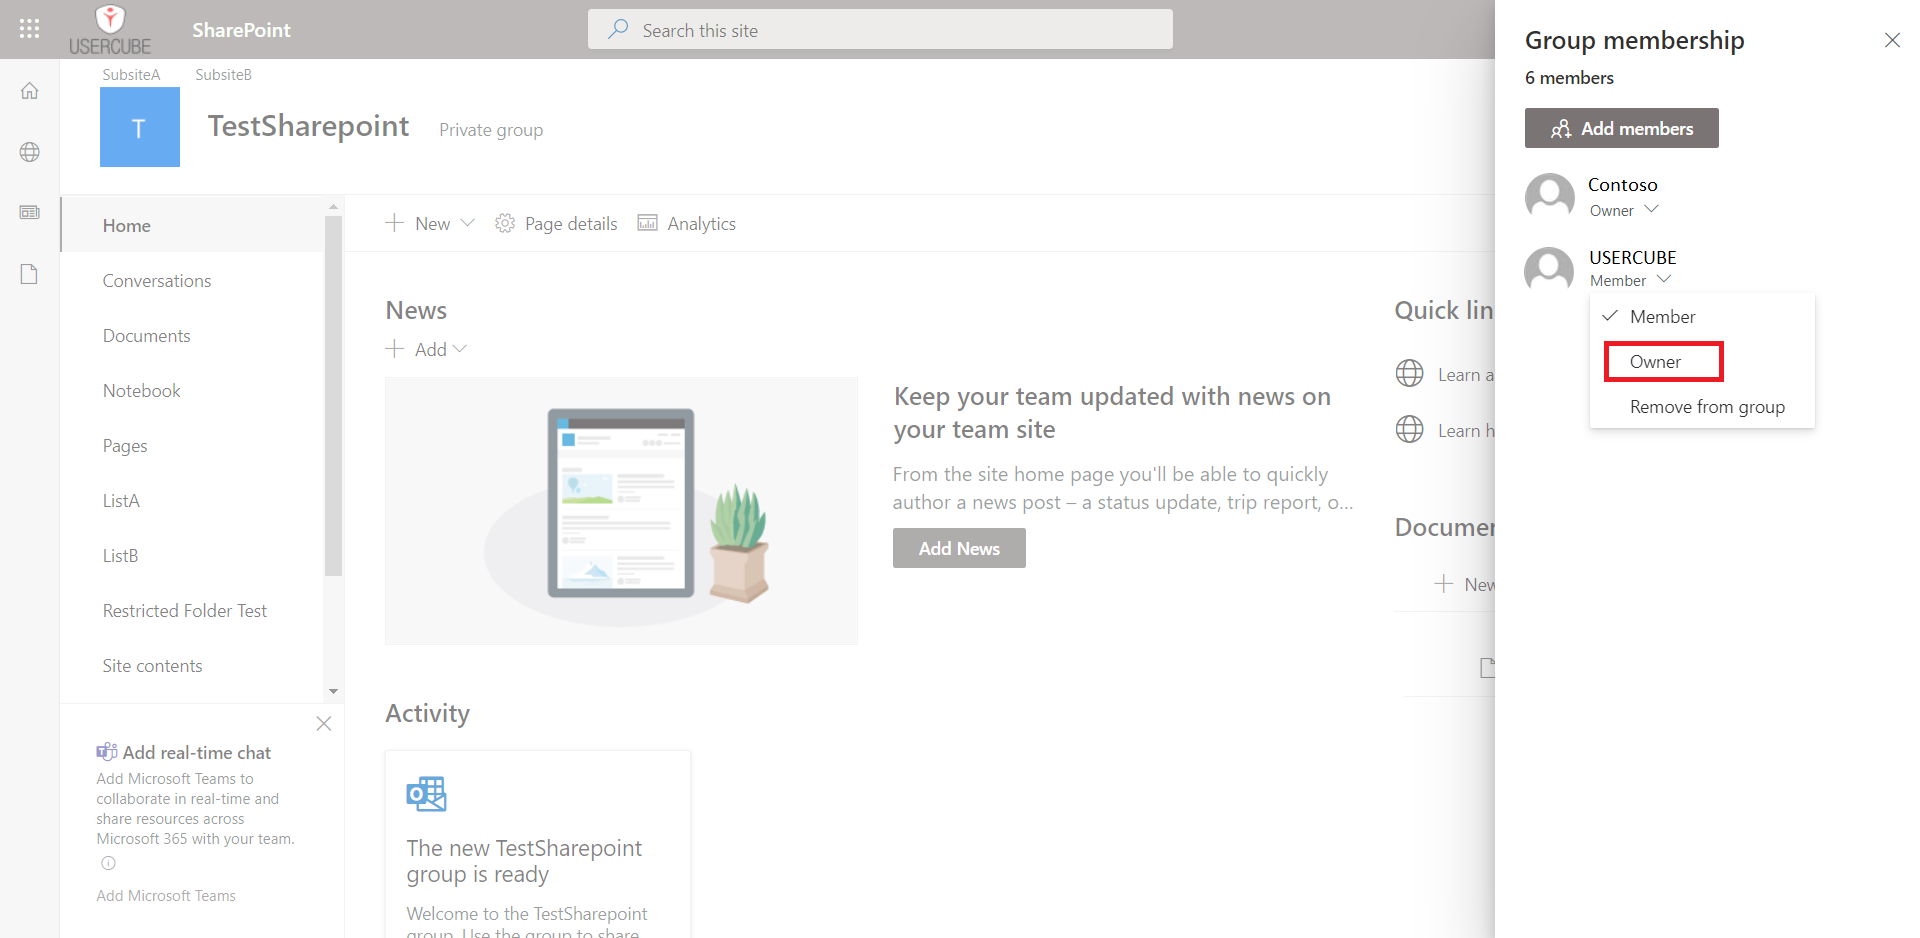 USERCUBE
SharePoint
Search this site
SubsiteA SubsiteB
T
TestSharepoint Private group
Home
Conversations
Documents
Notebook
Pages
ListA
ListB
Restricted Folder Test
Site contents
Add real-time chat
Add Microsoft Teams to
collaborate in real-time and
share resources across
Microsoft 365 with your team.
Add Microsoft Teams
New Page details Analytics
News
Add
Keep your team updated with news on
your team site
From the site home page you'll be able to quickly
author a news post – a status update, trip report, o...
Add News
Activity
The new TestSharepoint
group is ready
Welcome to the TestSharepoint
group. Use the group to share
Quick lin
Learn a
Learn h
Documen
New
Group membership
6 members
Add members
Contoso
Owner
USERCUBE
Member
Member
Owner
Remove from group